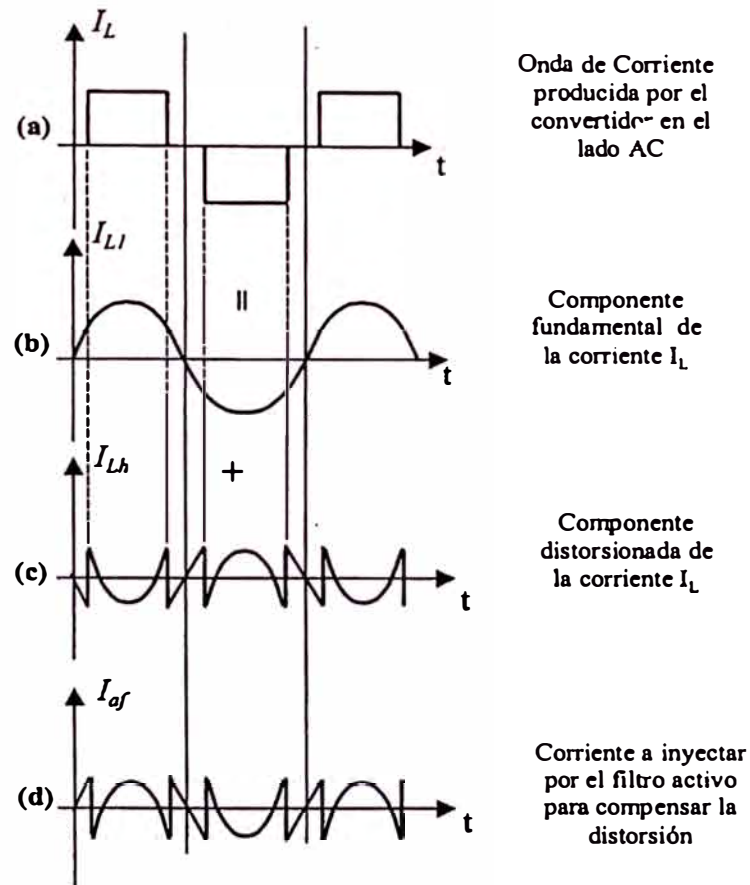 I_L
(a)
t
Onda de Corriente
producida por el
convertidor en el
lado AC
I_L1
=
(b)
t
Componente
fundamental de
la corriente I_L
I_Lh
+
(c)
t
Componente
distorsionada de
la corriente I_L
I_af
(d)
t
Corriente a inyectar
por el filtro activo
para compensar la
distorsión